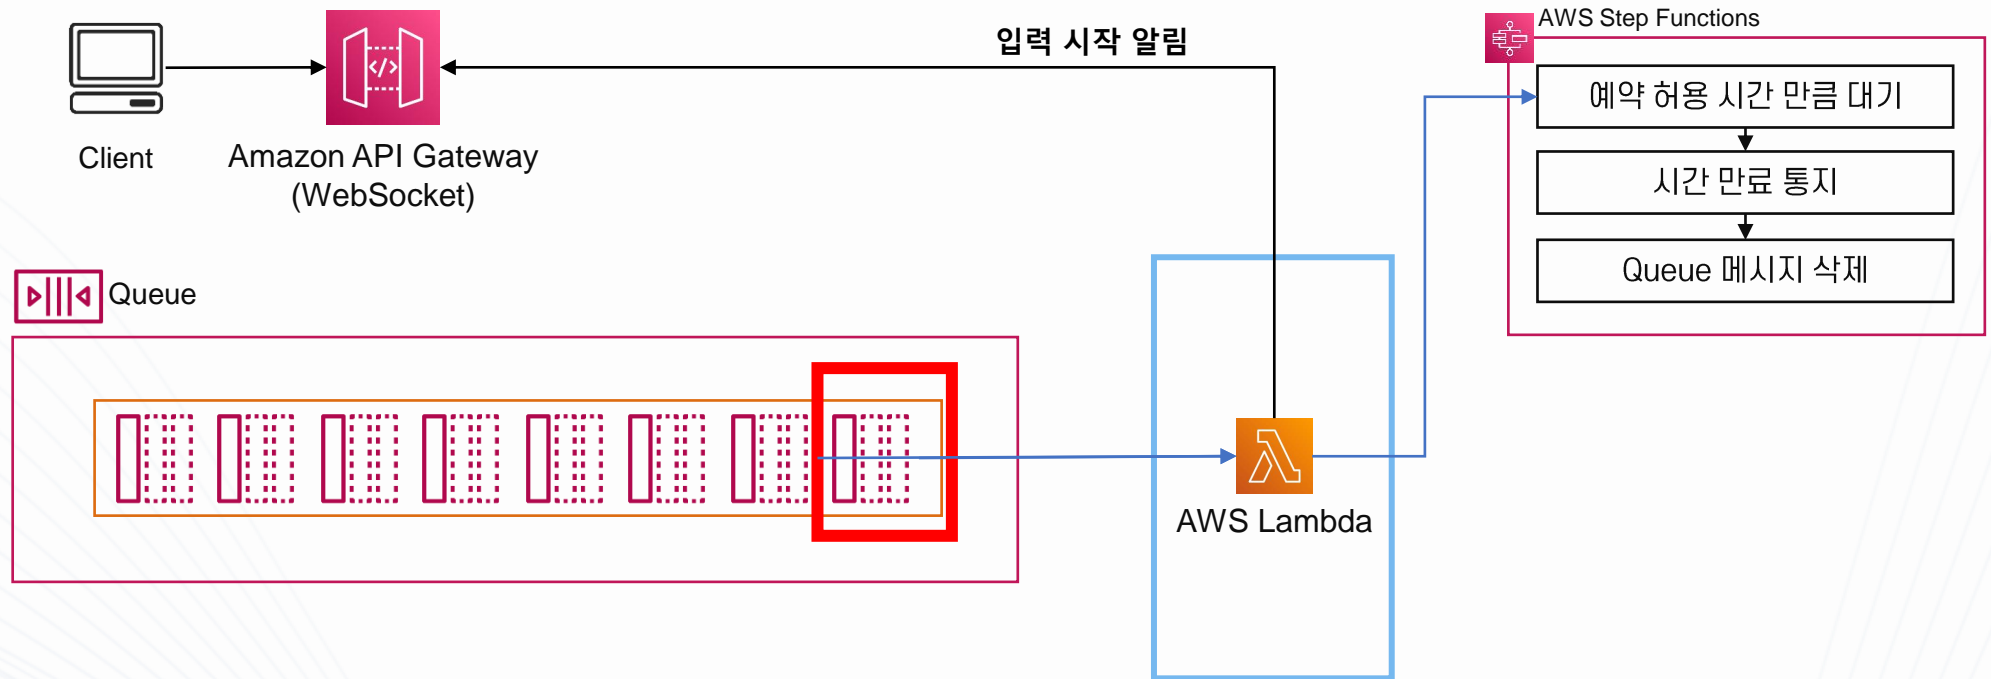 AWS Step Functions
입력 시작 알림
예약 허용 시간 만큼 대기
Client
Amazon API Gateway
(WebSocket)
시간 만료 통지
Queue 메시지 삭제
Queue
AWS Lambda